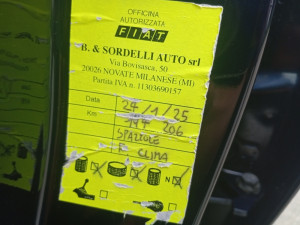 OFFICINA
AUTORIZZATA
FIAT
B. & SORDELLI AUTO srl
Via Bovisasca, 50
20026 NOVATE MILANESE (MI)
Partita IVA n. 11303690157
Data 27/1/25
Km. 206
SPAZZOLE
E CLIMA